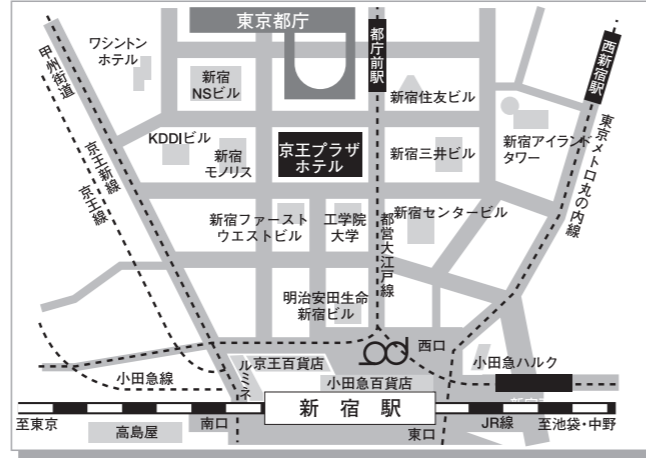 東京都庁
ワシントン
ホテル
都庁前駅
西新宿駅
甲州街道
新宿
NSビル
新宿住友ビル
KDDIビル
新宿
モノリス
京王プラザ
ホテル
新宿三井ビル
新宿アイランド
タワー
東京メトロ丸の内線
京王新線
京王線
新宿ファースト
ウエストビル
工学院
大学
都営大江戸線
新宿センタービル
明治安田生命
新宿ビル
西口
小田急線
ルミネ
京王百貨店
小田急百貨店
小田急ハルク
新宿駅
至東京
高島屋
南口
東口
JR線
至池袋・中野